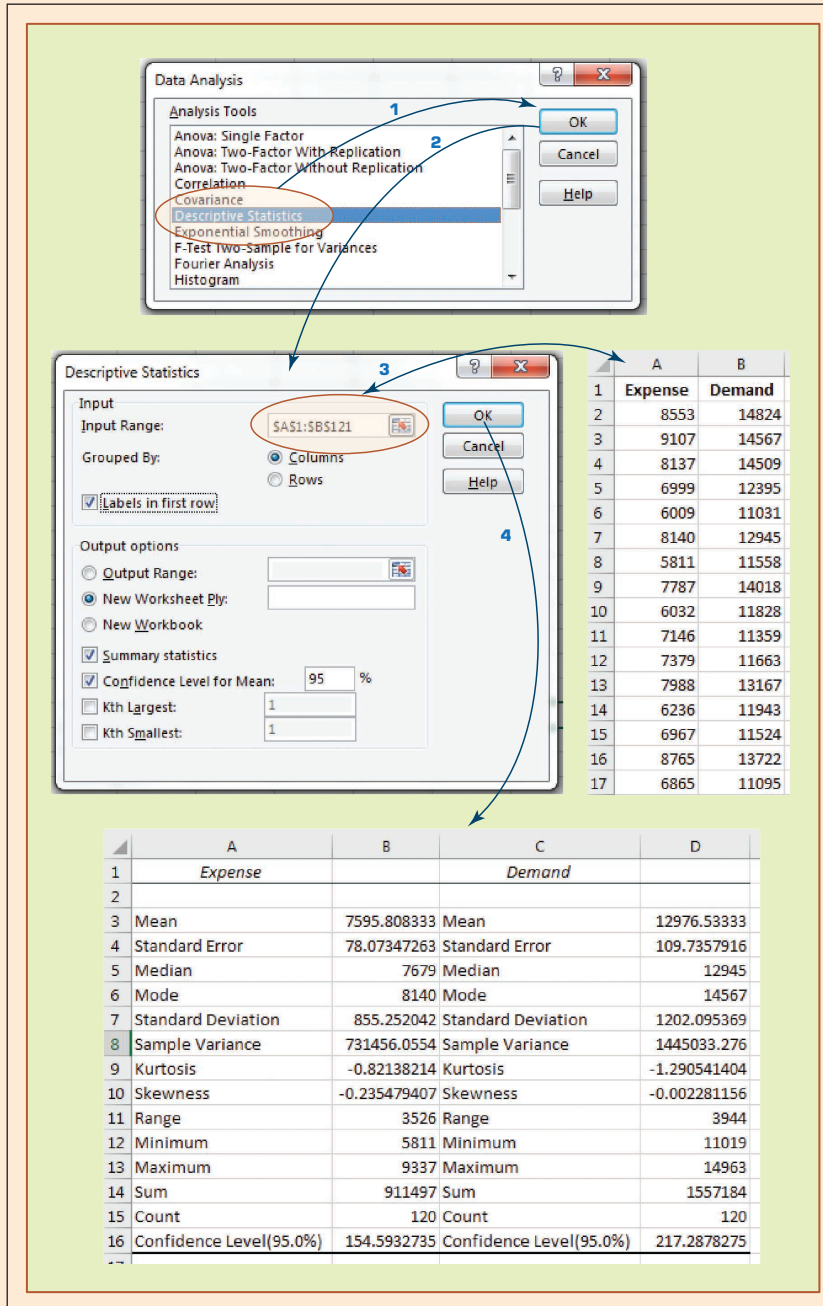 Data Analysis
Analysis Tools
1
OK
Anova: Single Factor
2
Anova: Two-Factor With Replication
Cancel
Anova: Two-Factor Without Replication
Correlation
Covariance
Help
Descriptive Statistics
Exponential Smoothing
F-Test Two-Sample for Variances
Fourier Analysis
Histogram
Descriptive Statistics
3
Input
Input Range: $A$1:$B$121
OK
Grouped By: Columns
Cancel
Rows
Help
Labels in first row
4
Output options
Output Range:
New Worksheet Ply:
New Workbook
Summary statistics
Confidence Level for Mean: 95 %
Kth Largest: 1
Kth Smallest: 1
A B
1 Expense Demand
2 8553 14824
3 9107 14567
4 8137 14509
5 6999 12395
6 6009 11031
7 8140 12945
8 5811 11558
9 7787 14018
10 6032 11828
11 7146 11359
12 7379 11663
13 7988 13167
14 6236 11943
15 6967 11524
16 8765 13722
17 6865 11095
A B C D
1 Expense Demand
2
3 Mean 7595.808333 Mean 12976.53333
4 Standard Error 78.07347263 Standard Error 109.7357916
5 Median 7679 Median 12945
6 Mode 8140 Mode 14567
7 Standard Deviation 855.252042 Standard Deviation 1202.095369
8 Sample Variance 731456.0554 Sample Variance 1445033.276
9 Kurtosis -0.82138214 Kurtosis -1.290541404
10 Skewness -0.235479407 Skewness -0.002281156
11 Range 3526 Range 3944
12 Minimum 5811 Minimum 11019
13 Maximum 9337 Maximum 14963
14 Sum 911497 Sum 1557184
15 Count 120 Count 120
16 Confidence Level(95.0%) 154.5932735 Confidence Level(95.0%) 217.2878275